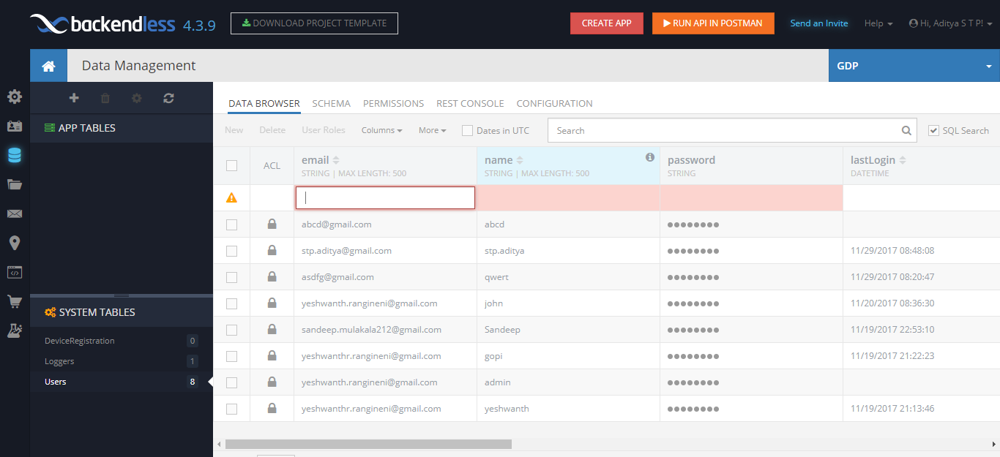 backendless 4.3.9
DOWNLOAD PROJECT TEMPLATE
CREATE APP
RUN API IN POSTMAN
Send an Invite
Help
Hi, Aditya S T P!
Data Management
GDP
APP TABLES
DATA BROWSER SCHEMA PERMISSIONS REST CONSOLE CONFIGURATION
New Delete User Roles Columns More Dates in UTC Search SQL Search
ACL email name password lastLogin
STRING | MAX LENGTH: 500 STRING | MAX LENGTH: 500 STRING DATETIME
abcd@gmail.com abcd ●●●●●●●●
stp.aditya@gmail.com stp.aditya ●●●●●●●● 11/29/2017 08:48:08
asdfg@gmail.com qwert ●●●●●●●● 11/29/2017 08:20:47
yeshwanth.rangineni@gmail.com john ●●●●●●●● 11/20/2017 08:36:30
sandeep.mulakala212@gmail.com Sandeep ●●●●●●●● 11/19/2017 22:53:10
yeshwanthr.rangineni@gmail.com gopi ●●●●●●●● 11/19/2017 21:22:23
yeshwanth.rangineni@gmail.com admin ●●●●●●●●
yeshwanthr.rangineni@gmail.com yeshwanth ●●●●●●●● 11/19/2017 21:13:46
SYSTEM TABLES
DeviceRegistration 0
Loggers 1
Users 8